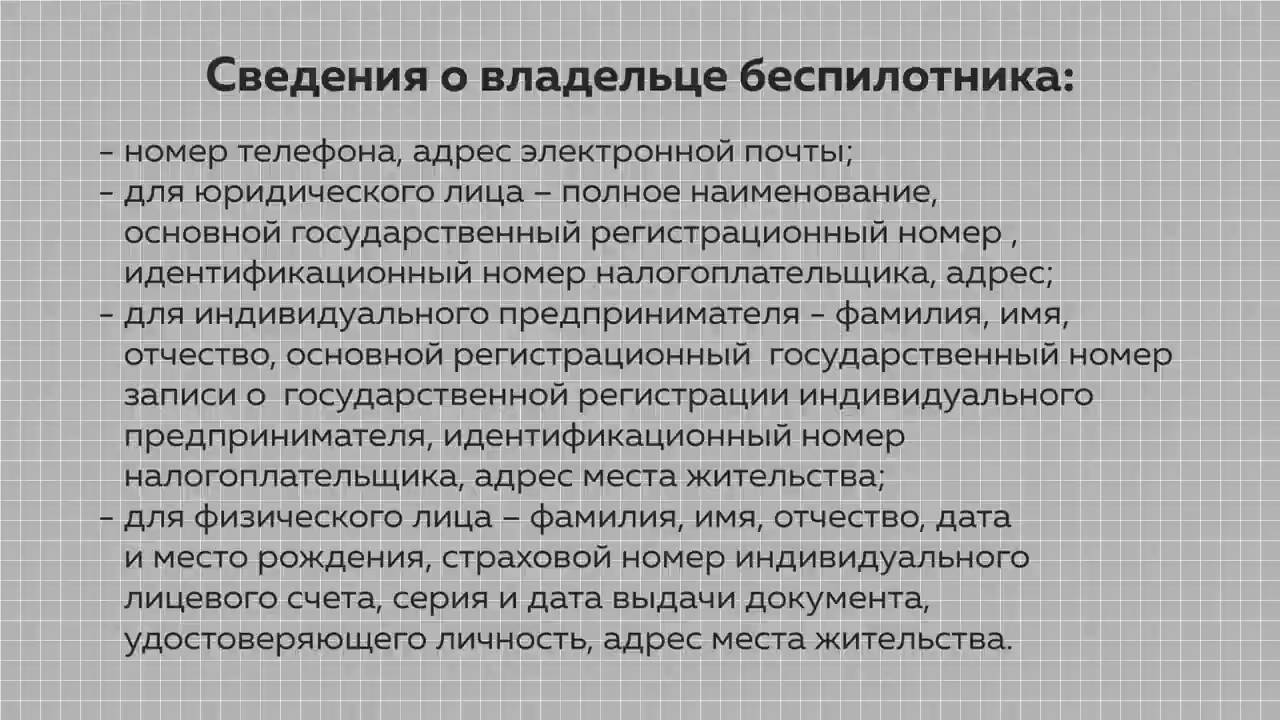 Сведения о владельце беспилотника:
- номер телефона, адрес электронной почты;
- для юридического лица – полное наименование,
основной государственный регистрационный номер ,
идентификационный номер налогоплательщика, адрес;
- для индивидуального предпринимателя - фамилия, имя,
отчество, основной регистрационный  государственный номер
записи о  государственной регистрации индивидуального
предпринимателя, идентификационный номер
налогоплательщика, адрес места жительства;
- для физического лица – фамилия, имя, отчество, дата
и место рождения, страховой номер индивидуального
лицевого счета, серия и дата выдачи документа,
удостоверяющего личность, адрес места жительства.